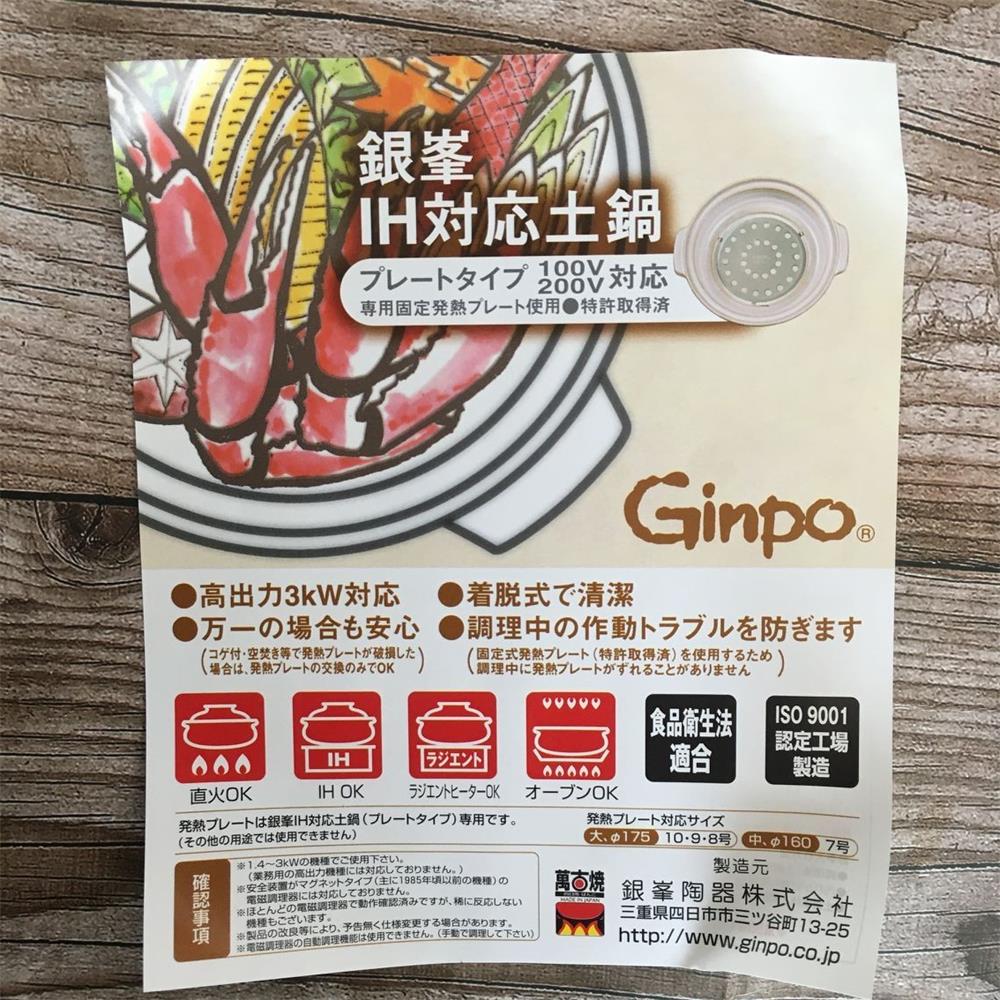 銀峯
IH対応土鍋
プレートタイプ 100V 200V 対応
専用固定発熱プレート使用●特許取得済
Ginpo®
●高出力3kW対応
●着脱式で清潔
●万一の場合も安心
(コゲ付・空焚き等で発熱プレートが破損した
場合は、発熱プレートの交換のみでOK)
●調理中の作動トラブルを防ぎます
(固定式発熱プレート(特許取得済)を使用するため
調理中に発熱プレートがずれることがありません)
直火OK
IH
IH OK
ラジエント
ラジエントヒーターOK
オーブンOK
食品衛生法
適合
ISO 9001
認定工場
製造
発熱プレートは銀峯IH対応土鍋(プレートタイプ)専用です。
(その他の用途では使用できません)
発熱プレート対応サイズ
大、φ175 10・9・8号 中、φ160 7号
確認事項
※1.4〜3kWの機種でご使用下さい。
(業務用の高出力機種には対応しておりません。)
※安全装置がマグネットタイプ(主に1985年頃以前の機種)の
電磁調理器には対応しておりません。
※ほとんどの電磁調理器で動作確認済みですが、稀に反応しない
機種もございます。
※製品の改良等により、予告無く仕様変更する場合があります。
※電磁調理器の自動調理機能は使用できません。(手動で調理して下さい)
萬古焼
MADE IN JAPAN
製造元
銀峯陶器株式会社
三重県四日市市三ツ谷町13-25
http://www.ginpo.co.jp